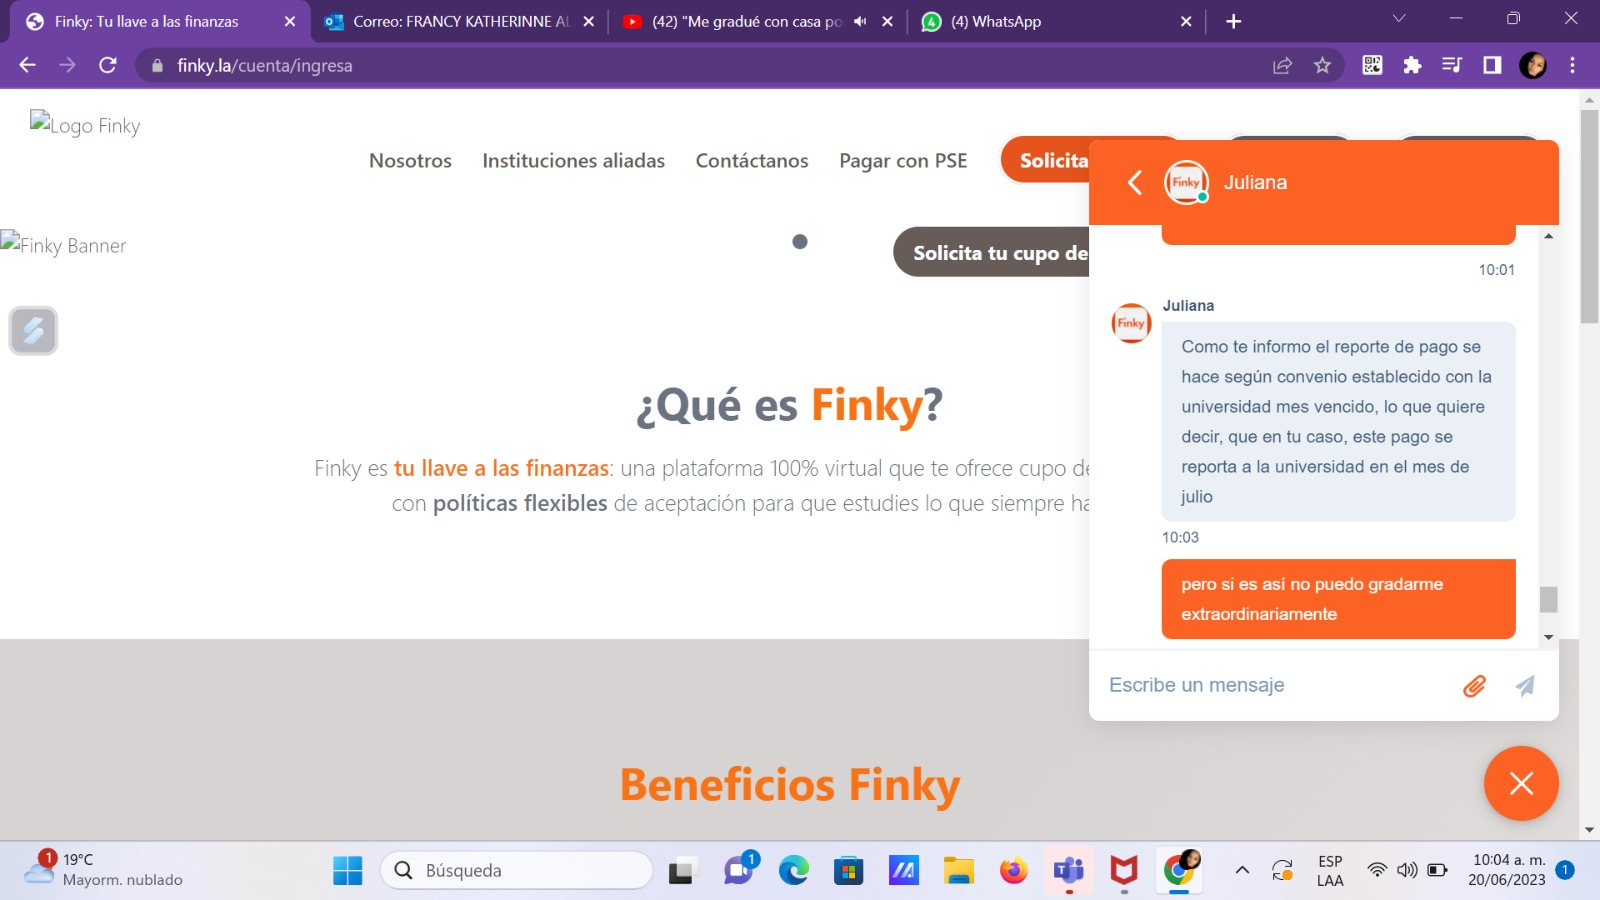 Finky: Tu llave a las finanzas
Correo: FRANCY KATHERINNE AL
(42) "Me gradué con casa po
(4) WhatsApp
finky.la/cuenta/ingresa
Logo Finky
Nosotros
Instituciones aliadas
Contáctanos
Pagar con PSE
Solicita
Finky
Juliana
Finky Banner
Solicita tu cupo de
10:01
Juliana
Finky
Como te informo el reporte de pago se
hace según convenio establecido con la
universidad mes vencido, lo que quiere
decir, que en tu caso, este pago se
reporta a la universidad en el mes de
julio
10:03
pero si es así no puedo gradarme
extraordinariamente
Escribe un mensaje
¿Qué es Finky?
Finky es tu llave a las finanzas: una plataforma 100% virtual que te ofrece cupo de
con políticas flexibles de aceptación para que estudies lo que siempre ha
Beneficios Finky
1
19°C
Mayorm. nublado
Búsqueda
1
ESP
LAA
10:04 a. m.
20/06/2023
1